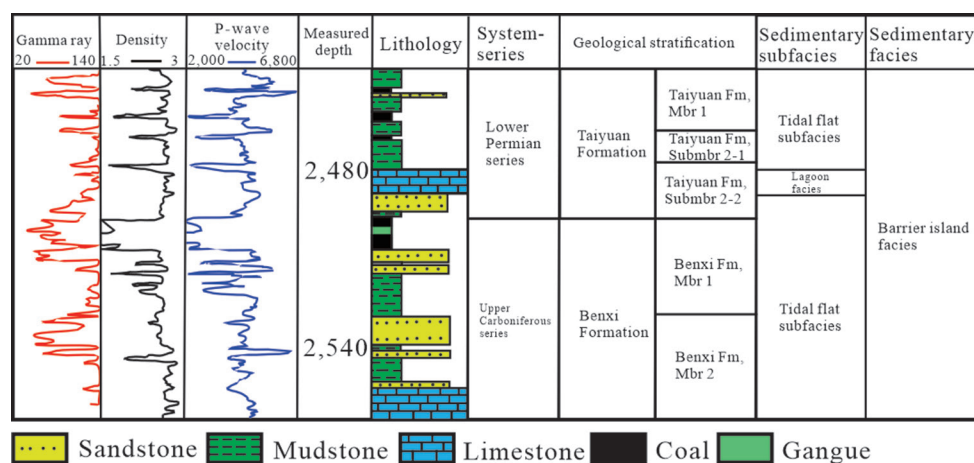 Gamma ray
20 140
Density
1.5 3
P-wave
velocity
2,000 6,800
Measured
depth
Lithology
System-
series
Geological stratification
Sedimentary
subfacies
Sedimentary
facies
2,480
2,540
Lower
Permian
series
Upper
Carboniferous
series
Taiyuan
Formation
Benxi
Formation
Taiyuan Fm,
Mbr 1
Taiyuan Fm,
Submbr 2-1
Taiyuan Fm,
Submbr 2-2
Benxi Fm,
Mbr 1
Benxi Fm,
Mbr 2
Tidal flat
subfacies
Lagoon
facies
Tidal flat
subfacies
Barrier island
facies
Sandstone Mudstone Limestone Coal Gangue